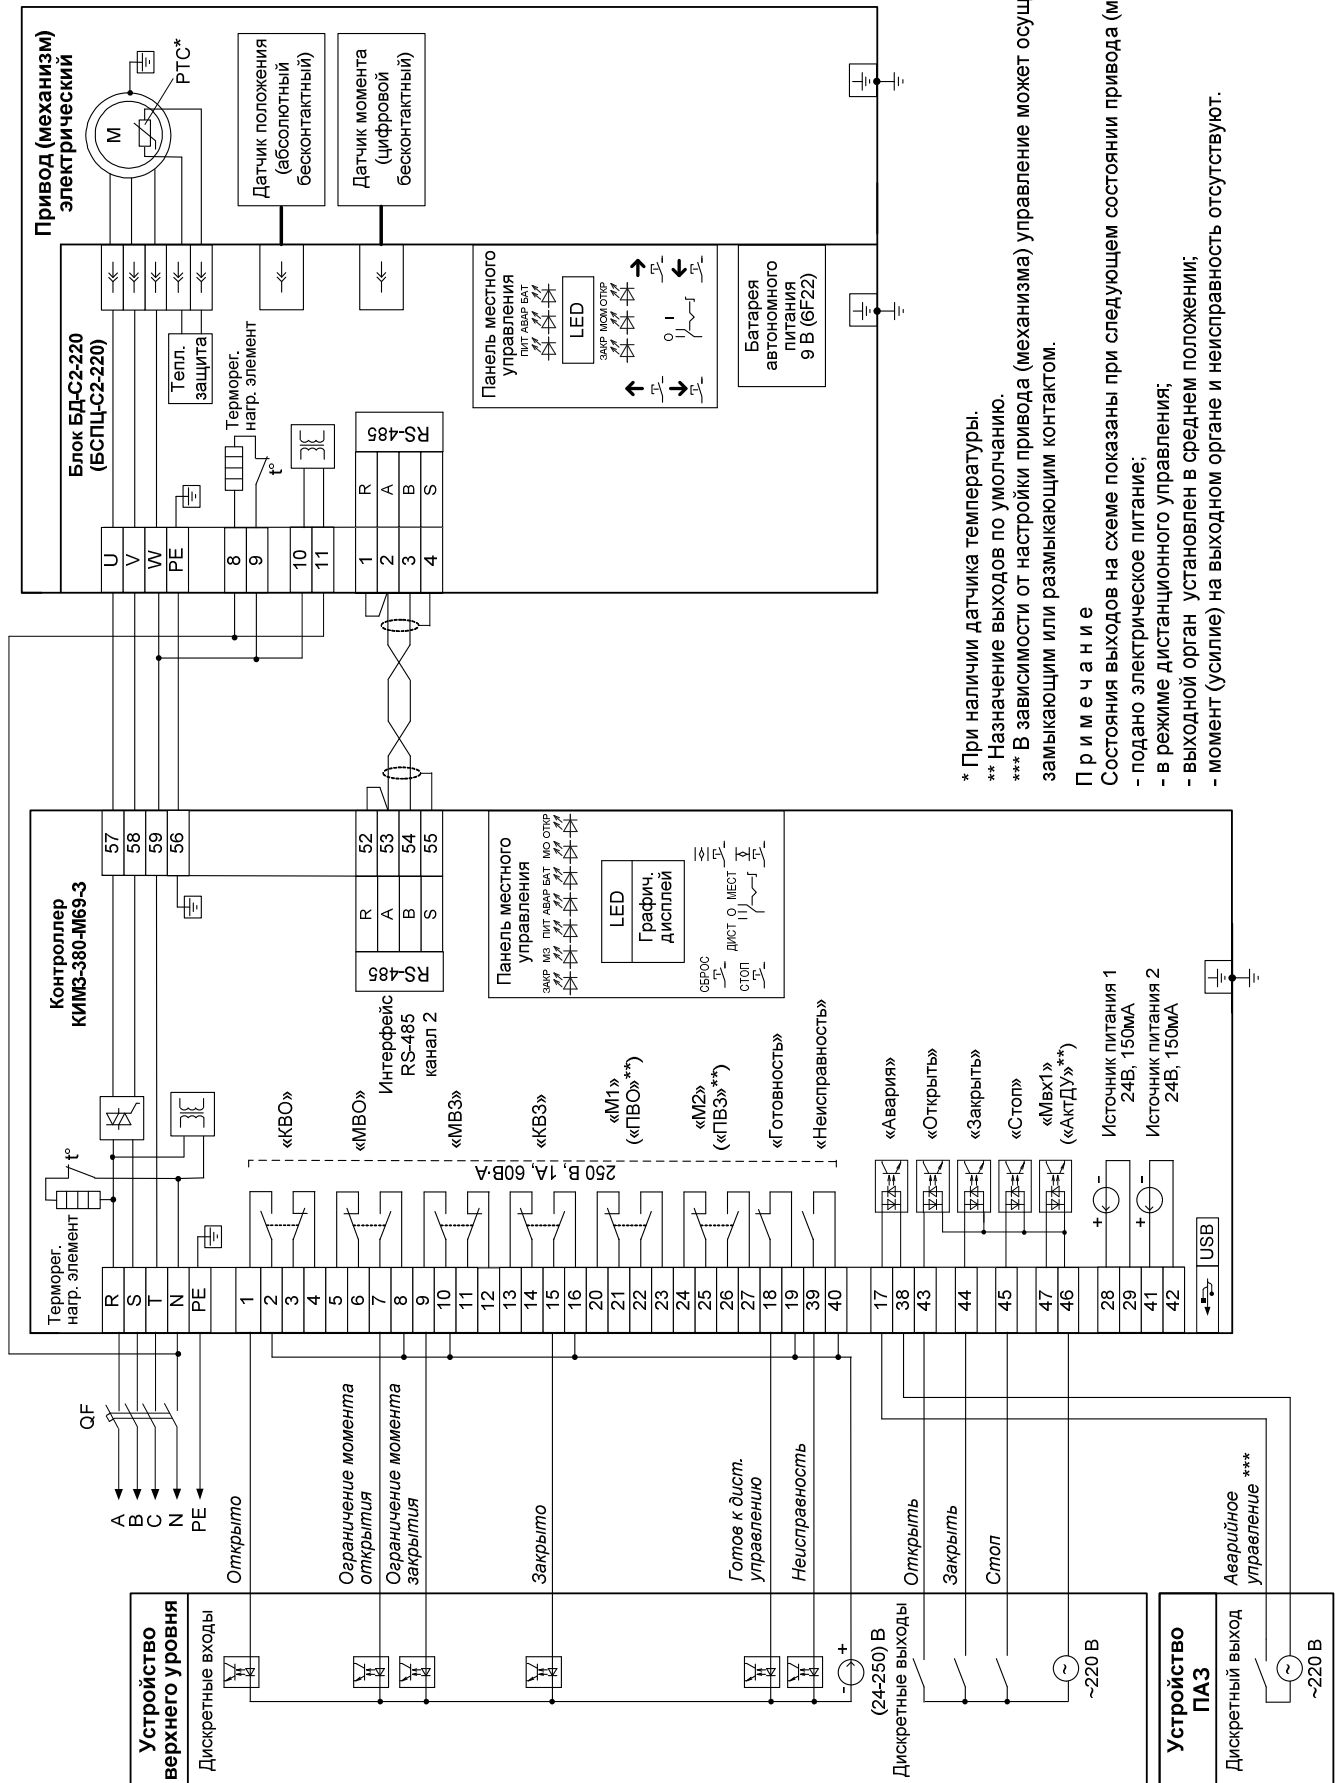 Привод (механизм)
электрический
M
PTC*
Датчик положения
(абсолютный
бесконтактный)
Датчик момента
(цифровой
бесконтактный)
Блок БД-С2-220
(БСПЦ-С2-220)
Тепл.
защита
Терморег.
нагр. элемент
t°
U
V
W
PE
8
9
10
11
1
2
3
4
R
A
B
S
RS-485
Панель местного
управления
ПИТ АВАР БАТ
LED
ЗАКР МОМ ОТКР
O I
Батарея
автономного
питания
9 В (6F22)
Контроллер
КИМ3-380-М69-3
57
58
59
56
52
53
54
55
R
A
B
S
RS-485
Интерфейс
RS-485
канал 2
Панель местного
управления
ЗАКР МЗ ПИТ АВАР БАТ МО ОТКР
LED
Графич.
дисплей
СБРОС
СТОП
ДИСТ О МЕСТ
Терморег.
нагр. элемент
t°
R
S
T
N
PE
1
2
3
4
5
6
7
8
9
10
11
12
13
14
15
16
20
21
22
23
24
25
26
27
18
19
39
40
17
38
43
44
45
47
46
28
29
41
42
USB
250 В, 1А, 60В·А
«КВО»
«МВО»
«МВЗ»
«КВЗ»
«М1»
(«ПВО»**)
«М2»
(«ПВЗ»**)
«Готовность»
«Неисправность»
«Авария»
«Открыть»
«Закрыть»
«Стоп»
«Мвх1»
(«АктДУ»**)
Источник питания 1
24В, 150мА
Источник питания 2
24В, 150мА
+ -
+ -
QF
A
B
C
N
PE
Открыто
Ограничение момента
открытия
Ограничение момента
закрытия
Закрыто
Готов к дист.
управлению
Неисправность
Открыть
Закрыть
Стоп
Аварийное
управление ***
Устройство
верхнего уровня
Дискретные входы
- +
(24-250) В
Дискретные выходы
~
~220 В
Устройство
ПАЗ
Дискретный выход
~
~220 В
* При наличии датчика температуры.
** Назначение выходов по умолчанию.
*** В зависимости от настройки привода (механизма) управление может осущ
замыкающим или размыкающим контактом.
П р и м е ч а н и е
Состояния выходов на схеме показаны при следующем состоянии привода (м
- подано электрическое питание;
- в режиме дистанционного управления;
- выходной орган установлен в среднем положении;
- момент (усилие) на выходном органе и неисправность отсутствуют.